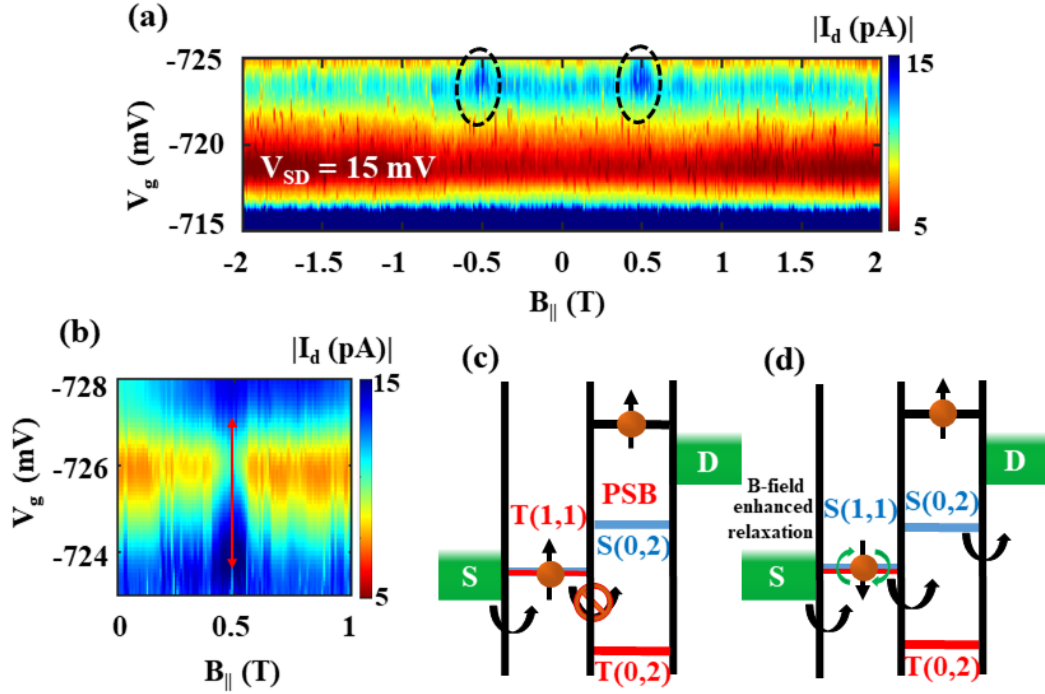 (a)
|I_d (pA)|
-725
-720
-715
V_g (mV)
V_SD = 15 mV
15
5
-2 -1.5 -1 -0.5 0 0.5 1 1.5 2
B_|| (T)
(b)
|I_d (pA)|
-728
-726
-724
V_g (mV)
15
5
0 0.5 1
B_|| (T)
(c)
D
PSB
T(1,1)
S(0,2)
S
T(0,2)
(d)
D
B-field
enhanced
relaxation
S(1,1)
S(0,2)
S
T(0,2)